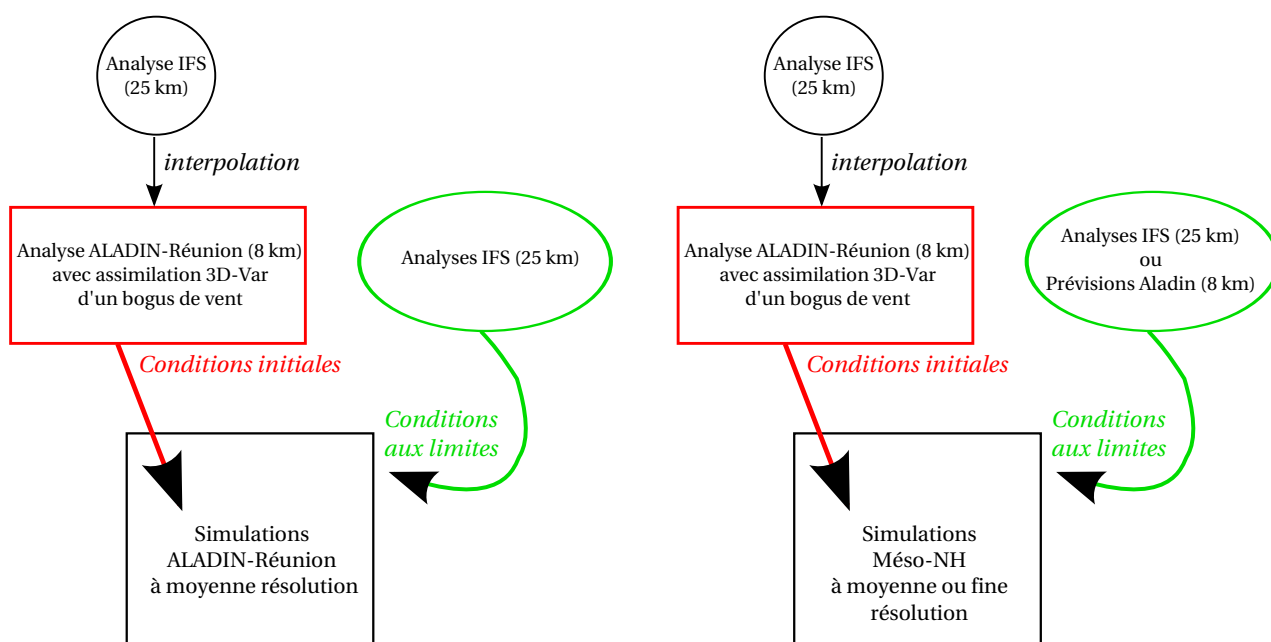 Analyse IFS
(25 km)
interpolation
Analyse ALADIN-Réunion (8 km)
avec assimilation 3D-Var
d'un bogus de vent
Analyses IFS (25 km)
Conditions initiales
Conditions
aux limites
Simulations
ALADIN-Réunion
à moyenne résolution
Analyse IFS
(25 km)
interpolation
Analyse ALADIN-Réunion (8 km)
avec assimilation 3D-Var
d'un bogus de vent
Analyses IFS (25 km)
ou
Prévisions Aladin (8 km)
Conditions initiales
Conditions
aux limites
Simulations
Méso-NH
à moyenne ou fine
résolution